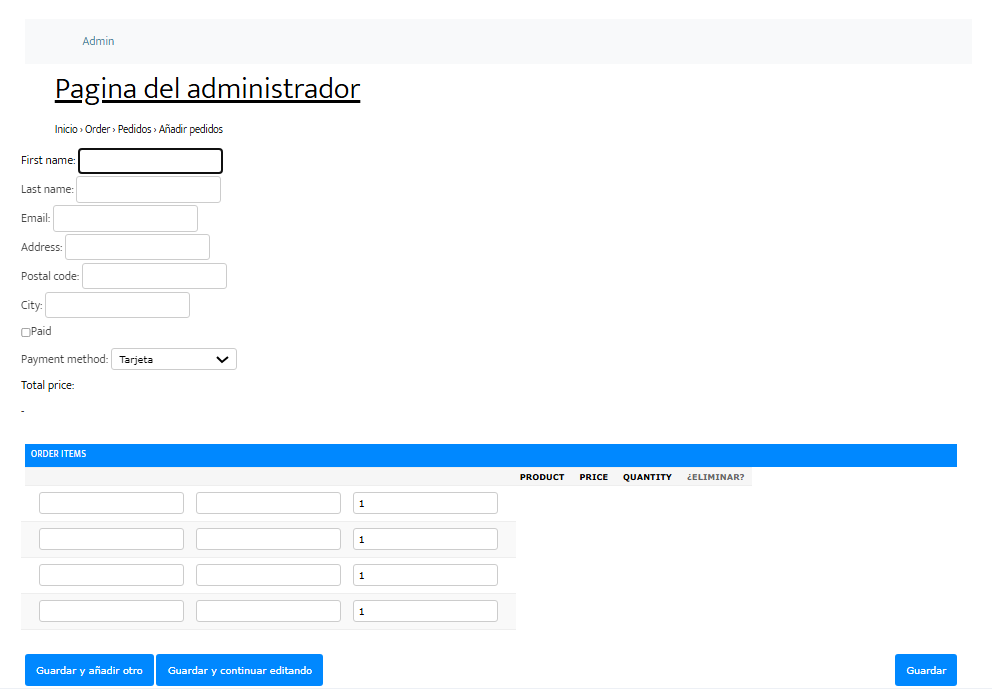 Admin
Pagina del administrador
Inicio › Order › Pedidos › Añadir pedidos
First name:
Last name:
Email:
Address:
Postal code:
City:
Paid
Payment method: Tarjeta
Total price:
-
ORDER ITEMS
PRODUCT PRICE QUANTITY ¿ELIMINAR?
1
1
1
1
Guardar y añadir otro Guardar y continuar editando Guardar